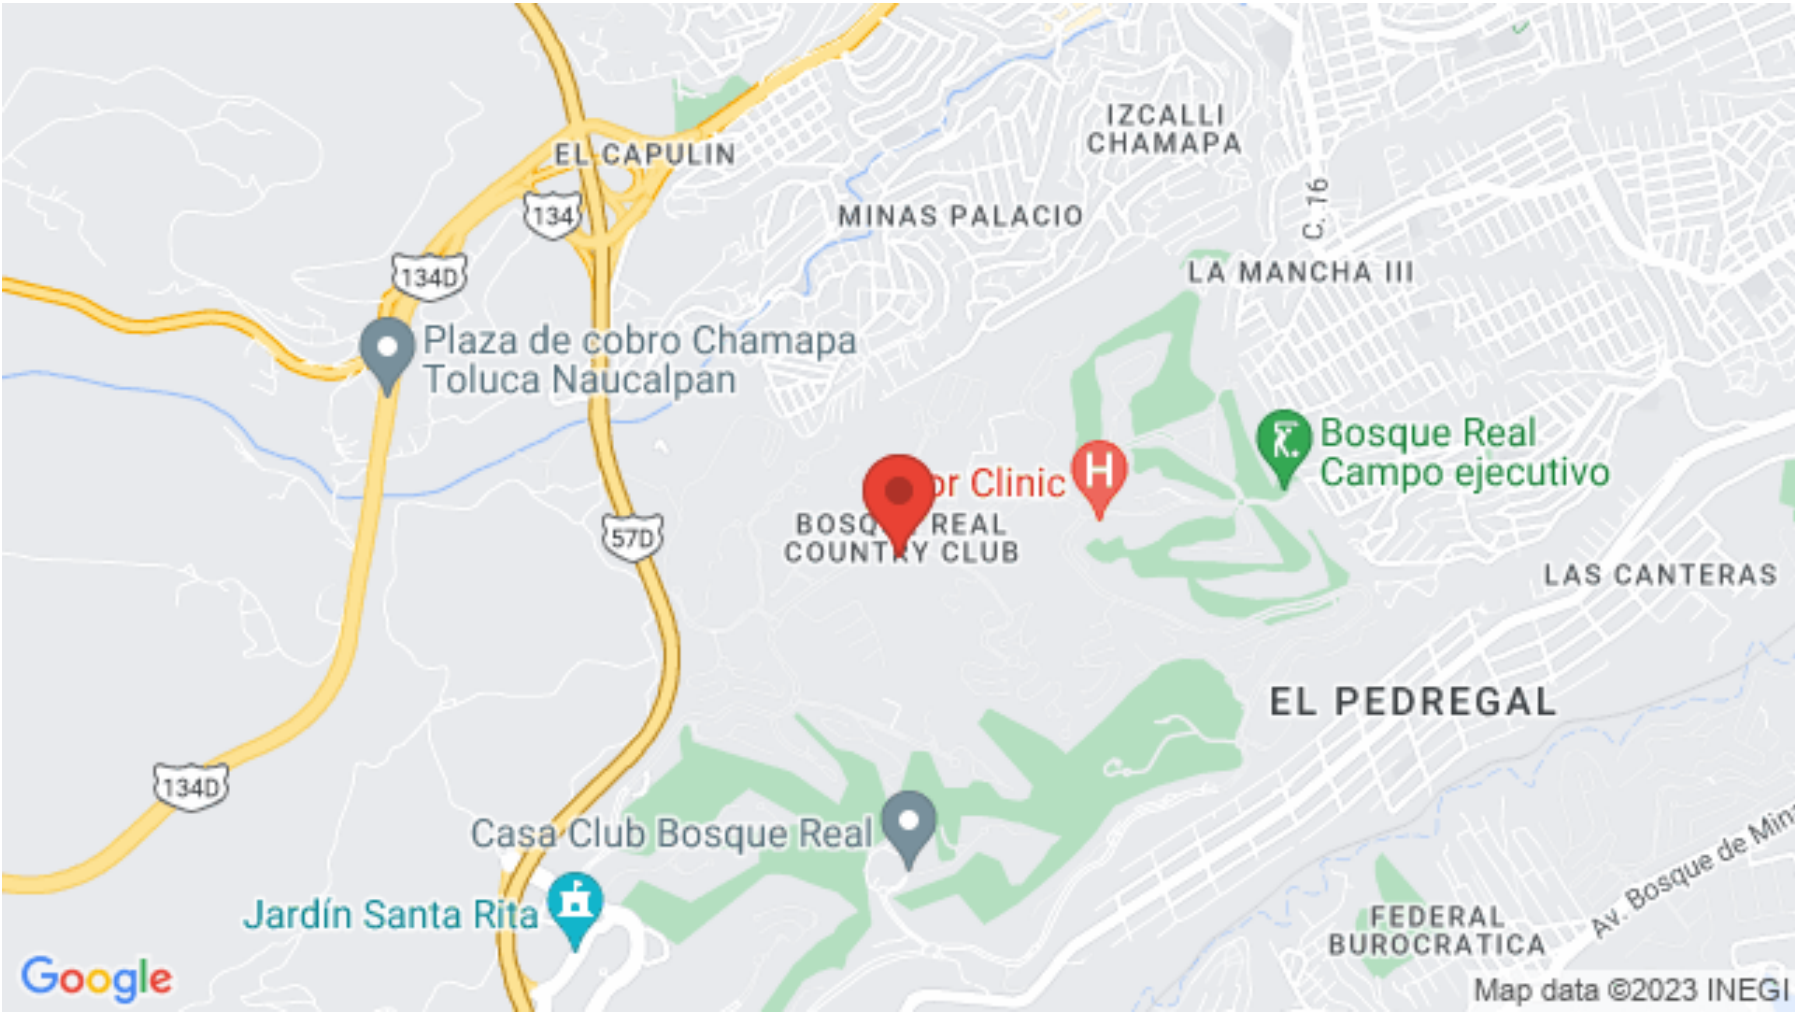 IZCALLI
CHAMAPA
EL CAPULIN
134
C. 16
MINAS PALACIO
134D
LA MANCHA III
Plaza de cobro Chamapa
Toluca Naucalpan
Bosque Real
Campo ejecutivo
Clinic
H
57D
REAL
COUNTRY CLUB
LAS CANTERAS
EL PEDREGAL
134D
Casa Club Bosque Real
Av. Bosque de
Jardín Santa Rita
FEDERAL
BUROCRATICA
Google
Map data ©2023 INEGI